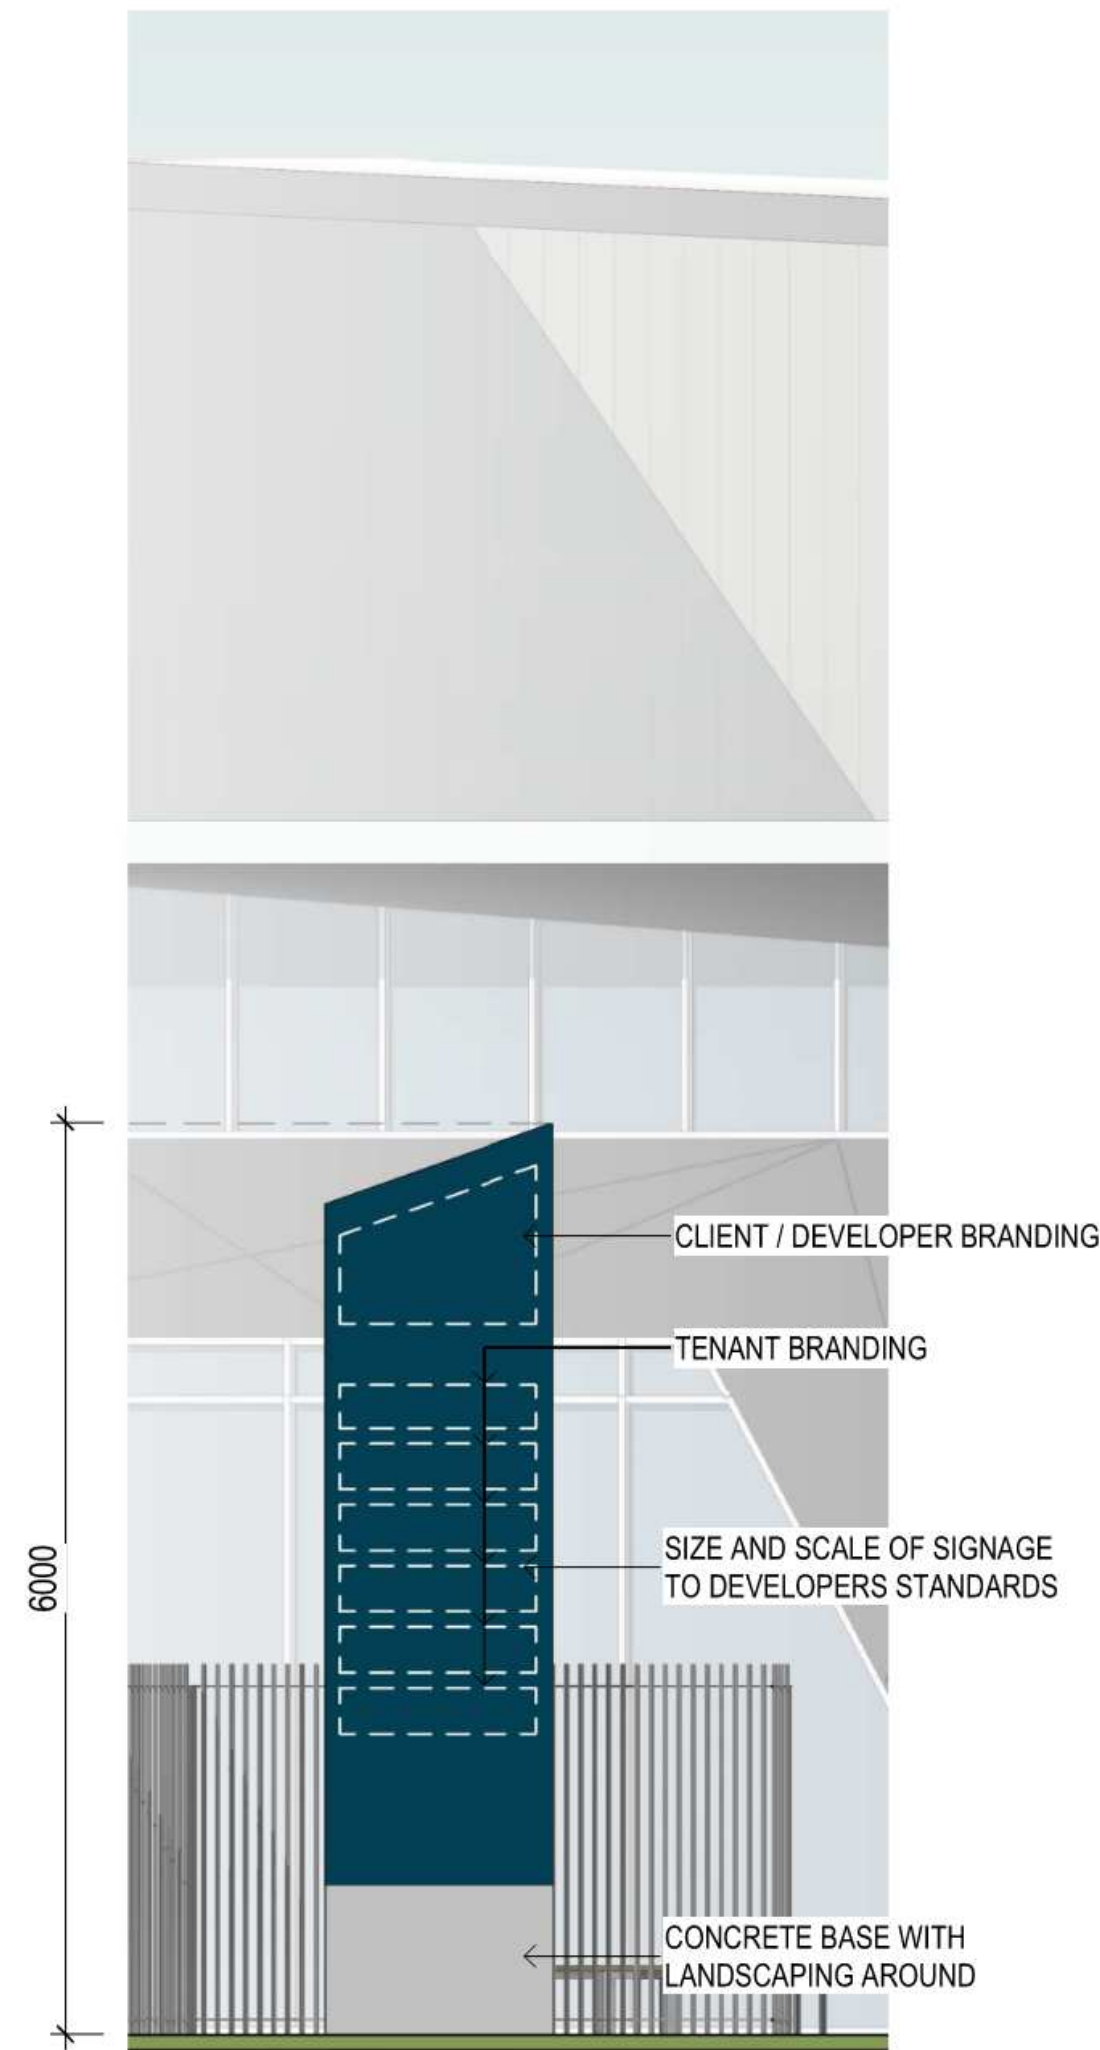 CLIENT / DEVELOPER BRANDING
TENANT BRANDING
SIZE AND SCALE OF SIGNAGE
TO DEVELOPERS STANDARDS
6000
CONCRETE BASE WITH
LANDSCAPING AROUND